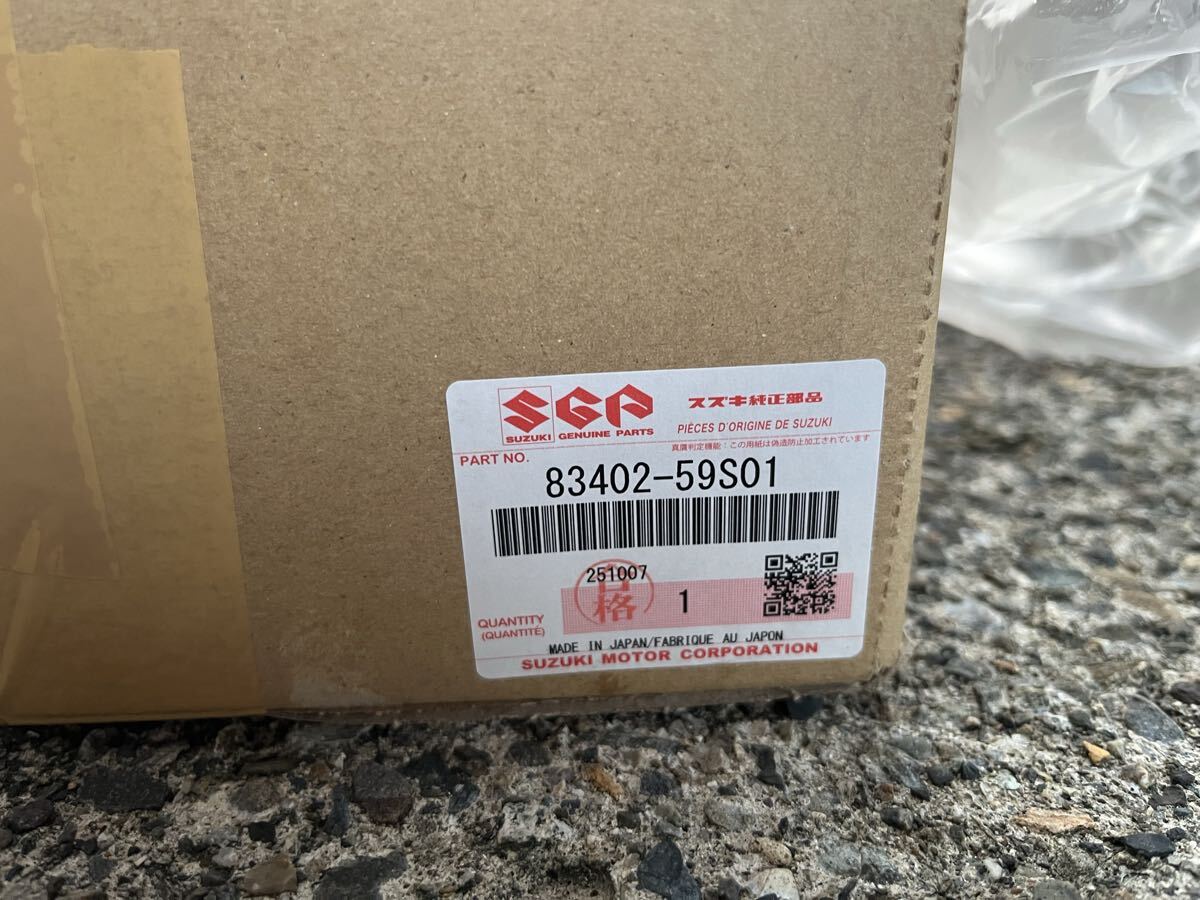 SGP スズキ純正部品
SUZUKI GENUINE PARTS PIÈCES D'ORIGINE DE SUZUKI
真贋判定機能:この用紙は偽造防止加工されています
PART NO.
83402-59S01
251007
合格
1
QUANTITY
(QUANTITÉ)
MADE IN JAPAN/FABRIQUE AU JAPON
SUZUKI MOTOR CORPORATION